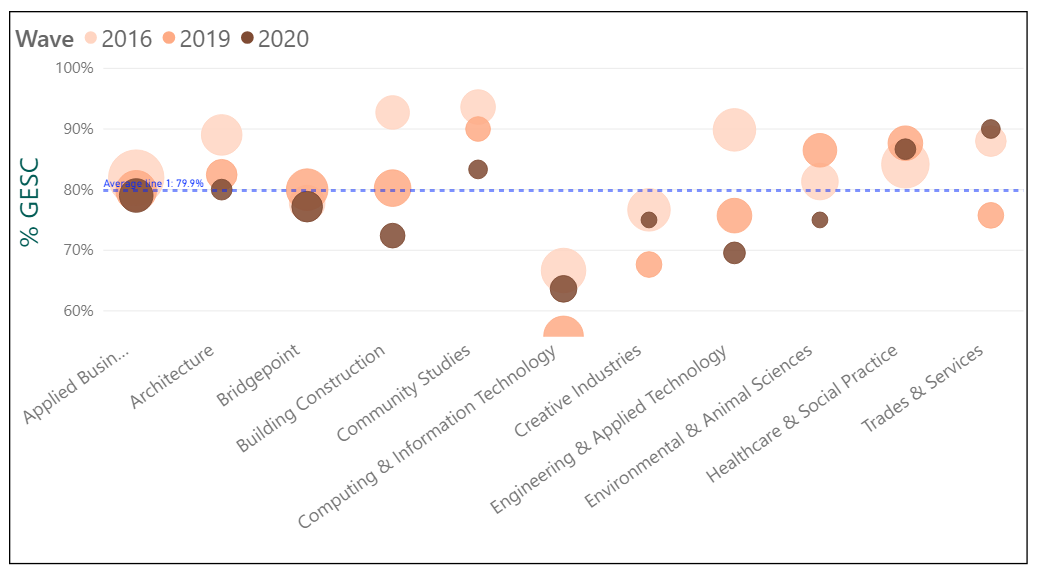 Wave 2016 2019 2020
100%
90%
80%
70%
60%
% GESC
Average line 1: 79.9%
Applied Busin...
Architecture
Bridgepoint
Building Construction
Community Studies
Computing & Information Technology
Creative Industries
Engineering & Applied Technology
Environmental & Animal Sciences
Healthcare & Social Practice
Trades & Services